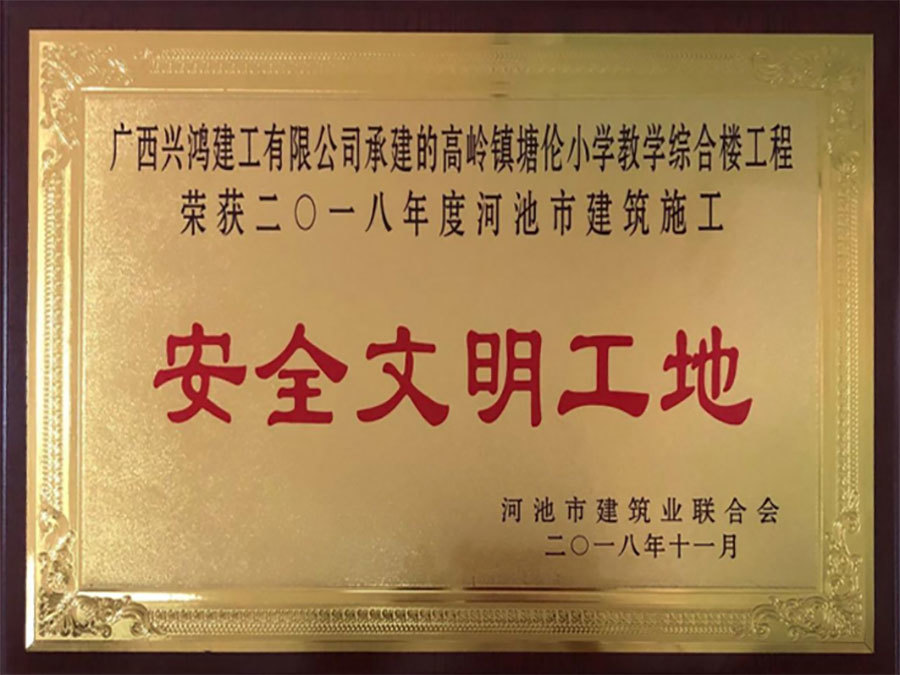 广西兴鸿建工有限公司承建的高岭镇塘伦小学教学综合楼工程
荣获二〇一八年度河池市建筑施工
安全文明工地
河池市建筑业联合会
二〇一八年十一月